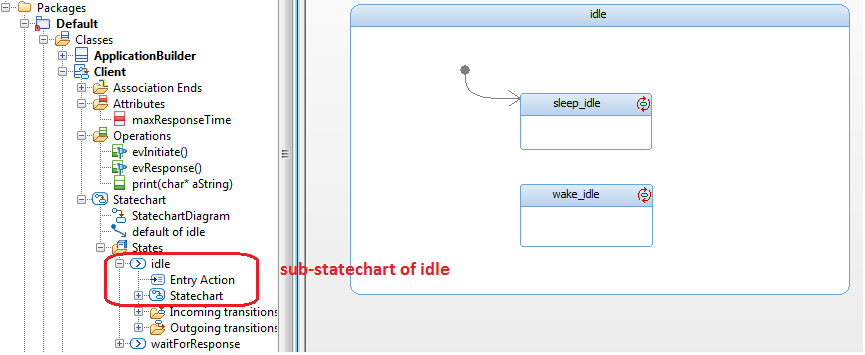 Packages
Default
Classes
ApplicationBuilder
Client
Association Ends
Attributes
maxResponseTime
Operations
evInitiate()
evResponse()
print(char* aString)
Statechart
StatechartDiagram
default of idle
States
idle
Entry Action
Statechart
Incoming transitions
Outgoing transitions
waitForResponse
sub-statechart of idle
idle
sleep_idle
wake_idle